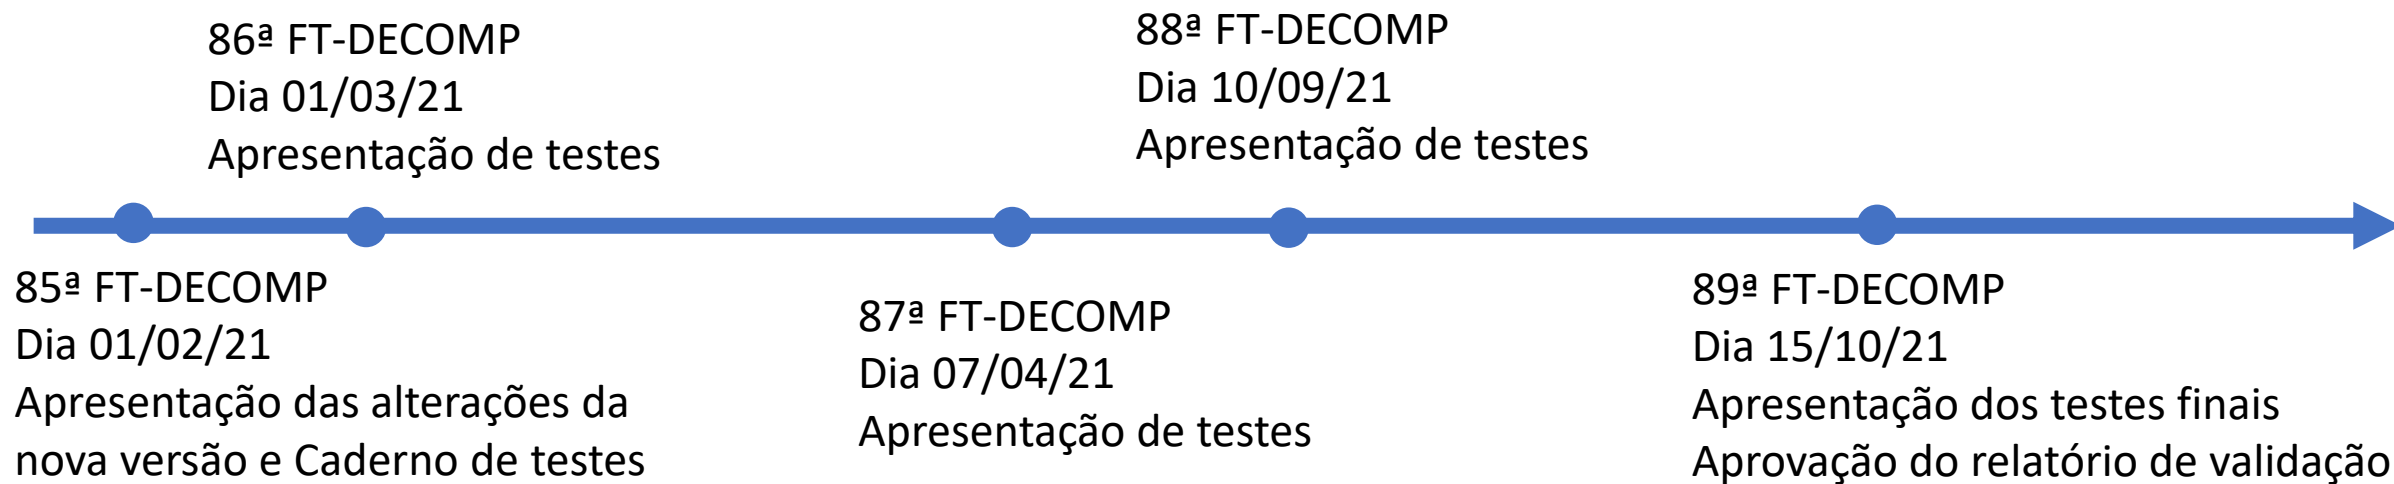 86ª FT-DECOMP
Dia 01/03/21
Apresentação de testes
88ª FT-DECOMP
Dia 10/09/21
Apresentação de testes
85ª FT-DECOMP
Dia 01/02/21
Apresentação das alterações da
nova versão e Caderno de testes
87ª FT-DECOMP
Dia 07/04/21
Apresentação de testes
89ª FT-DECOMP
Dia 15/10/21
Apresentação dos testes finais
Aprovação do relatório de validação